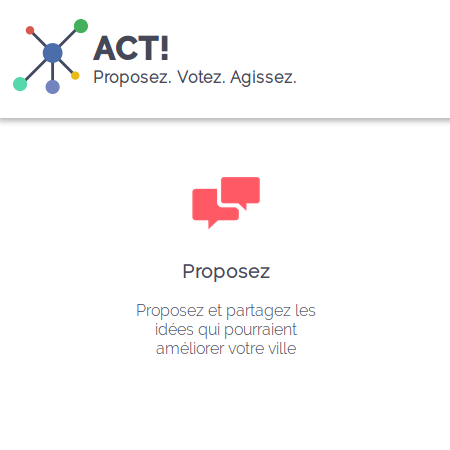 ACT!
Proposez. Votez. Agissez.
Proposez
Proposez et partagez les
idées qui pourraient
améliorer votre ville